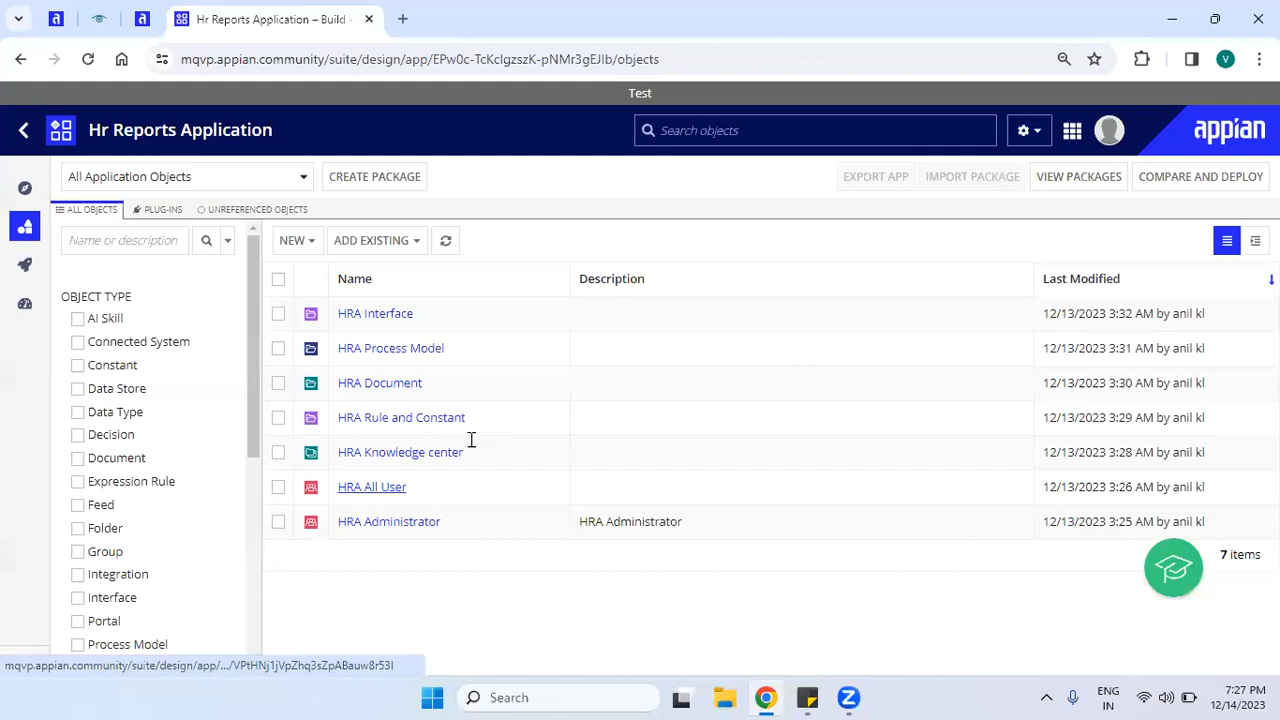 Hr Reports Application – Build
mqvp.appian.community/suite/design/app/EPw0c-TcKclgzszK-pNMr3gEJIb/objects
V
Test
Hr Reports Application
Search objects
appian
All Application Objects
CREATE PACKAGE
EXPORT APP
IMPORT PACKAGE
VIEW PACKAGES
COMPARE AND DEPLOY
ALL OBJECTS
PLUG-INS
UNREFERENCED OBJECTS
Name or description
NEW
ADD EXISTING
OBJECT TYPE
AI Skill
Connected System
Constant
Data Store
Data Type
Decision
Document
Expression Rule
Feed
Folder
Group
Integration
Interface
Portal
Process Model
Name Description Last Modified
HRA Interface 12/13/2023 3:32 AM by anil kl
HRA Process Model 12/13/2023 3:31 AM by anil kl
HRA Document 12/13/2023 3:30 AM by anil kl
HRA Rule and Constant 12/13/2023 3:29 AM by anil kl
HRA Knowledge center 12/13/2023 3:28 AM by anil kl
HRA All User 12/13/2023 3:26 AM by anil kl
HRA Administrator HRA Administrator 12/13/2023 3:25 AM by anil kl
7 items
mqvp.appian.community/suite/design/app/.../VPtHNj1jVpZhq3sZpABauw8r53I
Search
ENG
IN
7:27 PM
12/14/2023